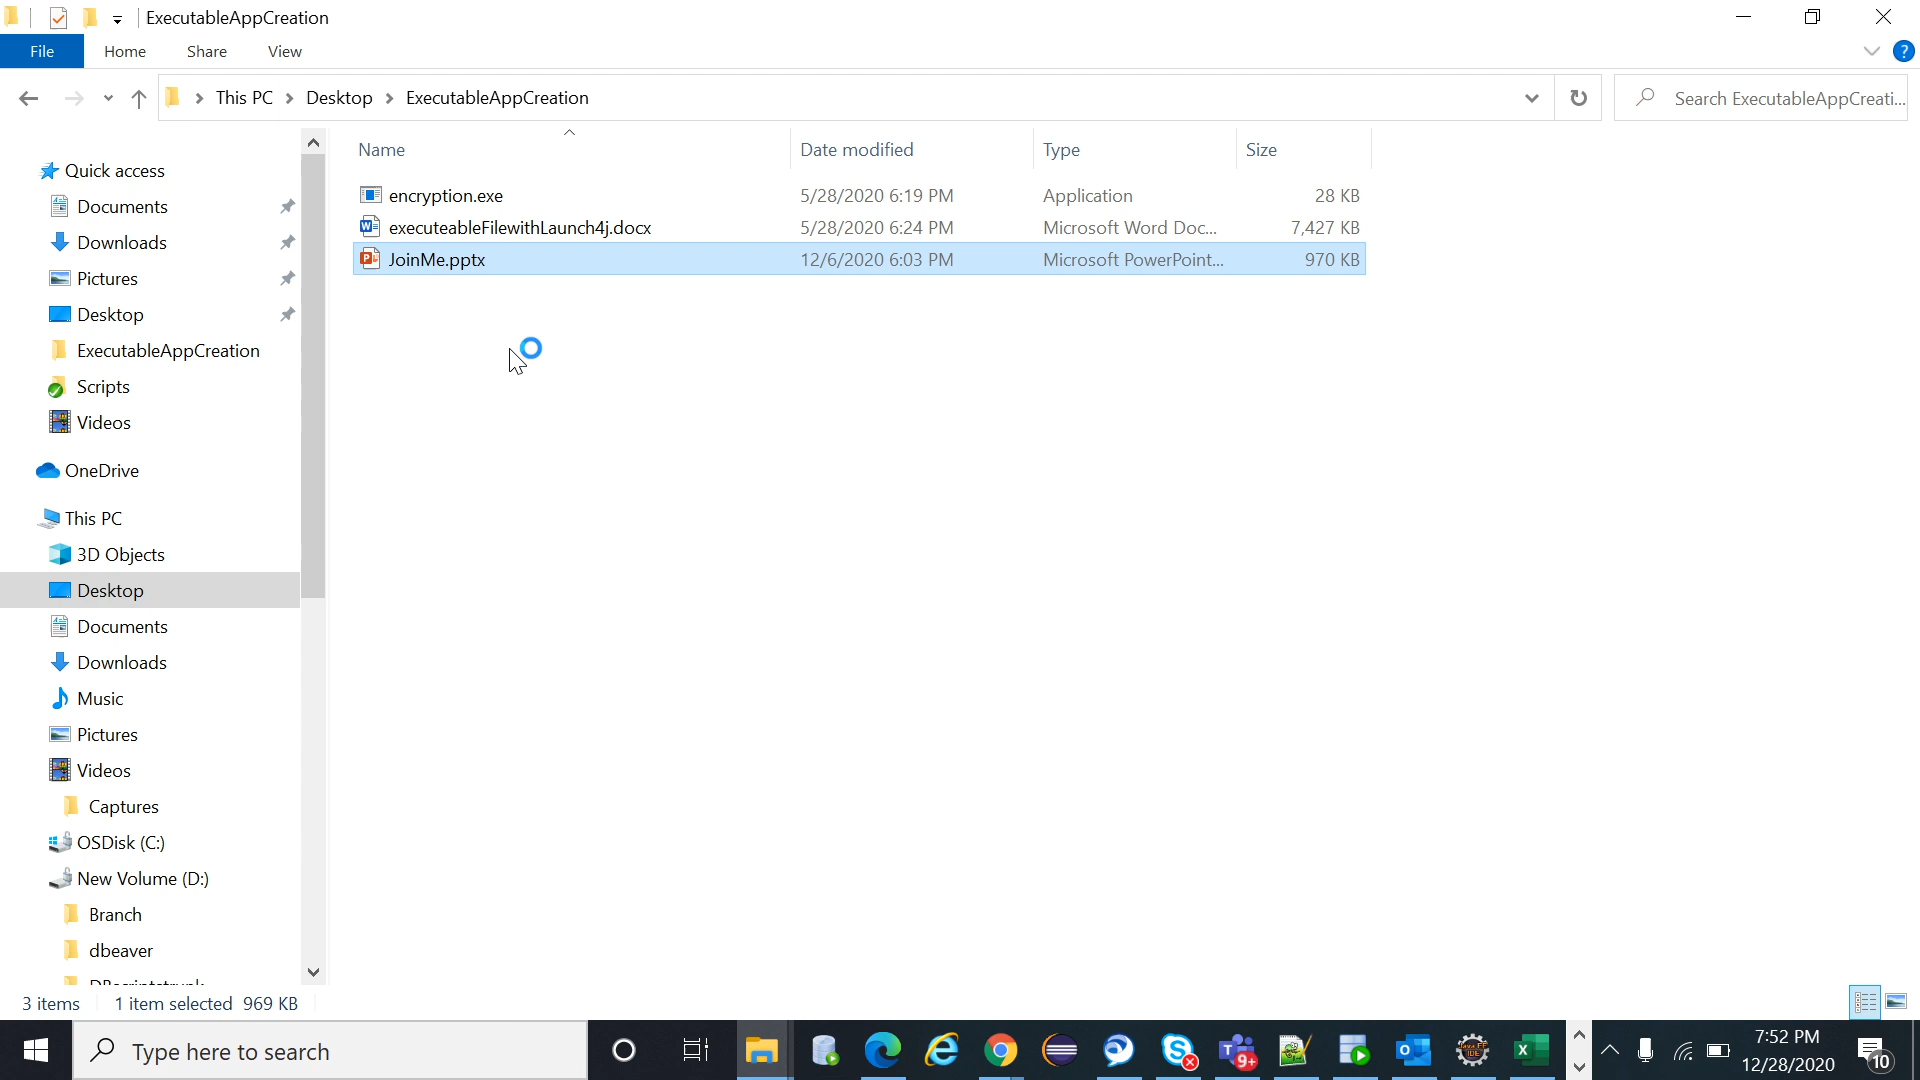 ExecutableAppCreation
File Home Share View
?
This PC > Desktop > ExecutableAppCreation
Search ExecutableAppCreati...
Name Date modified Type Size
encryption.exe 5/28/2020 6:19 PM Application 28 KB
executeableFilewithLaunch4j.docx 5/28/2020 6:24 PM Microsoft Word Doc... 7,427 KB
JoinMe.pptx 12/6/2020 6:03 PM Microsoft PowerPoint... 970 KB
Quick access
Documents
Downloads
Pictures
Desktop
ExecutableAppCreation
Scripts
Videos
OneDrive
This PC
3D Objects
Desktop
Documents
Downloads
Music
Pictures
Videos
Captures
OSDisk (C:)
New Volume (D:)
Branch
dbeaver
3 items 1 item selected 969 KB
Type here to search
9+
7:52 PM
12/28/2020
10